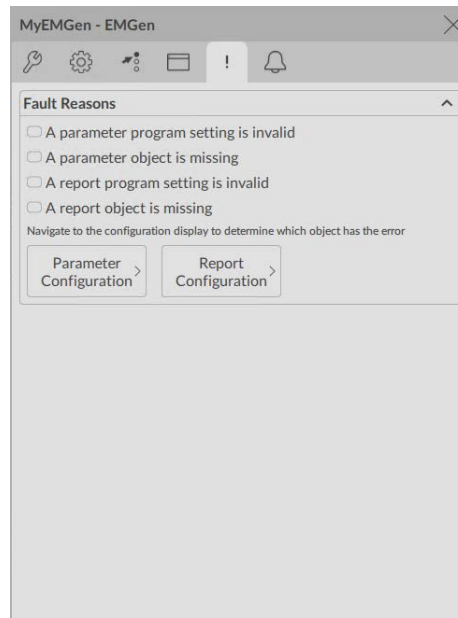 MyEMGen - EMGen
!
Fault Reasons
A parameter program setting is invalid
A parameter object is missing
A report program setting is invalid
A report object is missing
Navigate to the configuration display to determine which object has the error
Parameter
Configuration
Report
Configuration